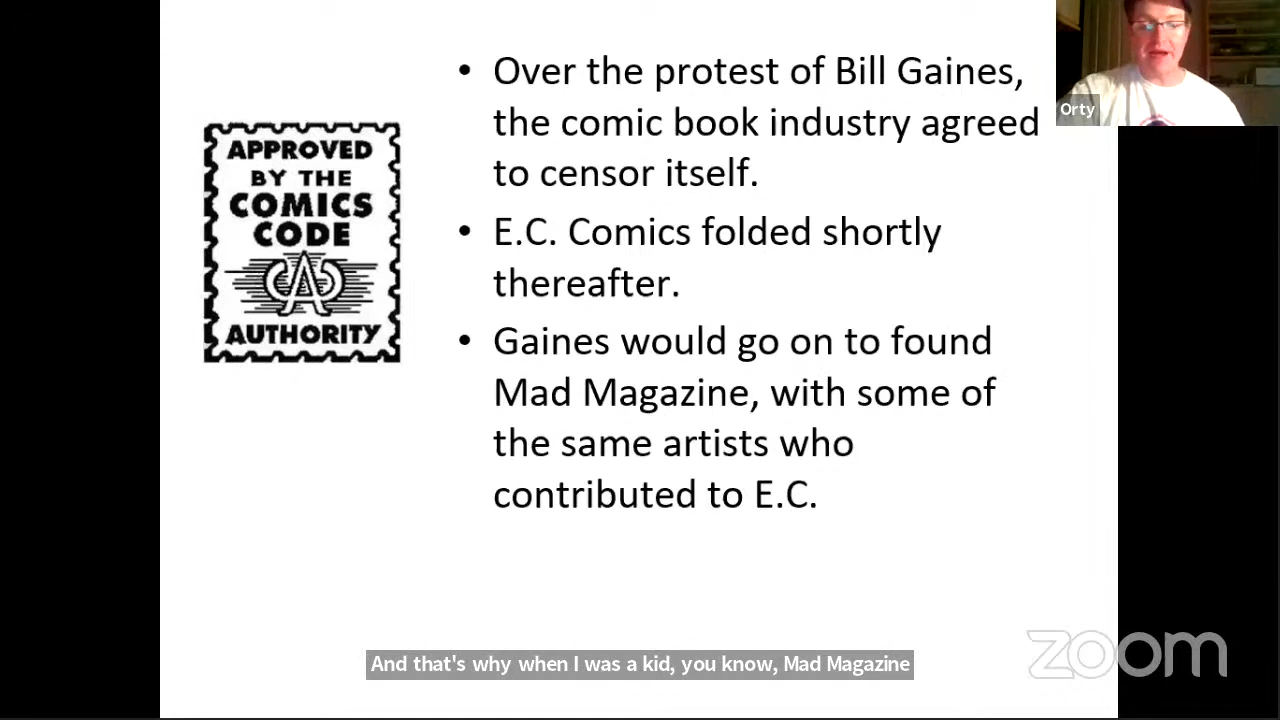 APPROVED
BY THE
COMICS
CODE
CA
AUTHORITY
• Over the protest of Bill Gaines,
the comic book industry agreed
to censor itself.
• E.C. Comics folded shortly
thereafter.
• Gaines would go on to found
Mad Magazine, with some of
the same artists who
contributed to E.C.
Orty
And that's why when I was a kid, you know, Mad Magazine
zoom